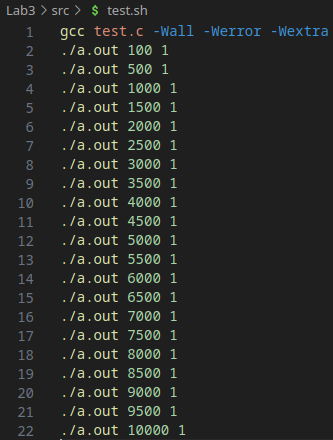 Lab3 > src > $ test.sh
1 gcc test.c -Wall -Werror -Wextra
2 ./a.out 100 1
3 ./a.out 500 1
4 ./a.out 1000 1
5 ./a.out 1500 1
6 ./a.out 2000 1
7 ./a.out 2500 1
8 ./a.out 3000 1
9 ./a.out 3500 1
10 ./a.out 4000 1
11 ./a.out 4500 1
12 ./a.out 5000 1
13 ./a.out 5500 1
14 ./a.out 6000 1
15 ./a.out 6500 1
16 ./a.out 7000 1
17 ./a.out 7500 1
18 ./a.out 8000 1
19 ./a.out 8500 1
20 ./a.out 9000 1
21 ./a.out 9500 1
22 ./a.out 10000 1